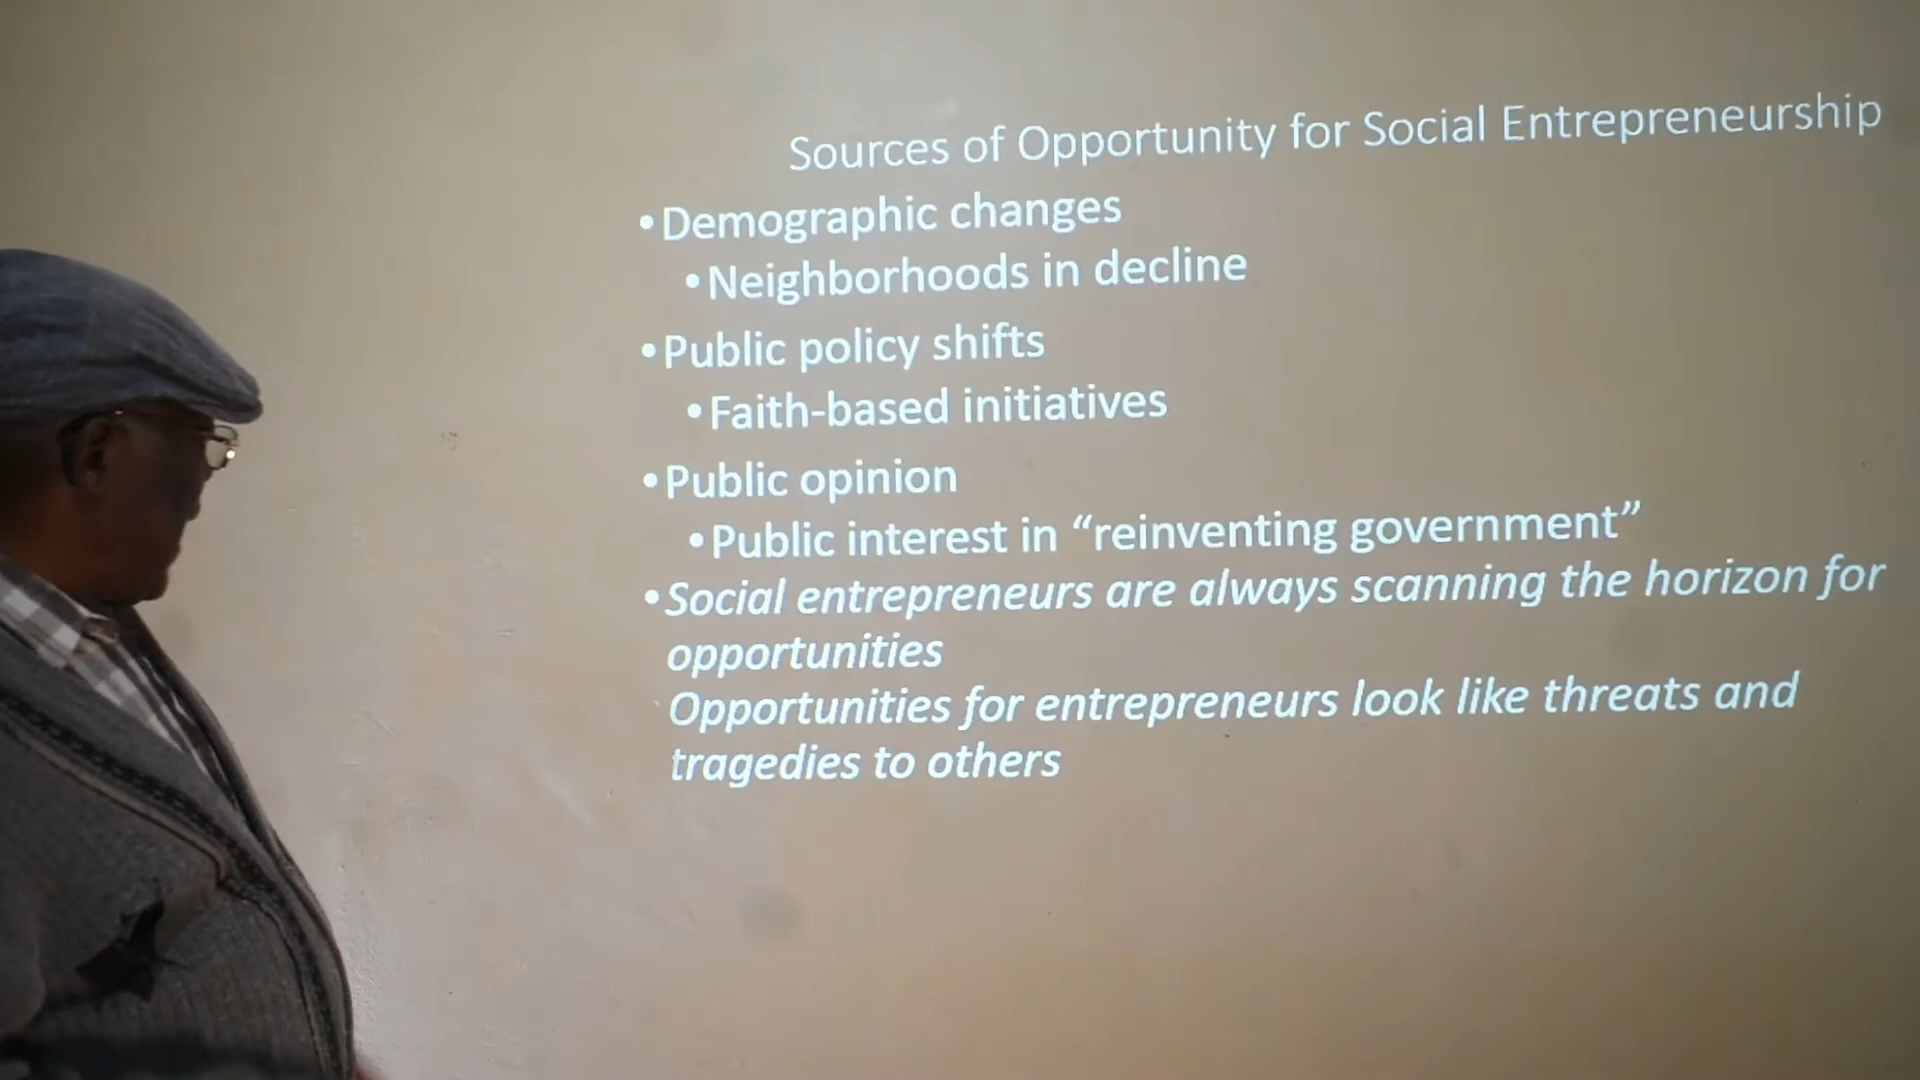 Sources of Opportunity for Social Entrepreneurship
•Demographic changes
•Neighborhoods in decline
•Public policy shifts
•Faith-based initiatives
•Public opinion
•Public interest in “reinventing government”
•Social entrepreneurs are always scanning the horizon for
opportunities
Opportunities for entrepreneurs look like threats and
tragedies to others